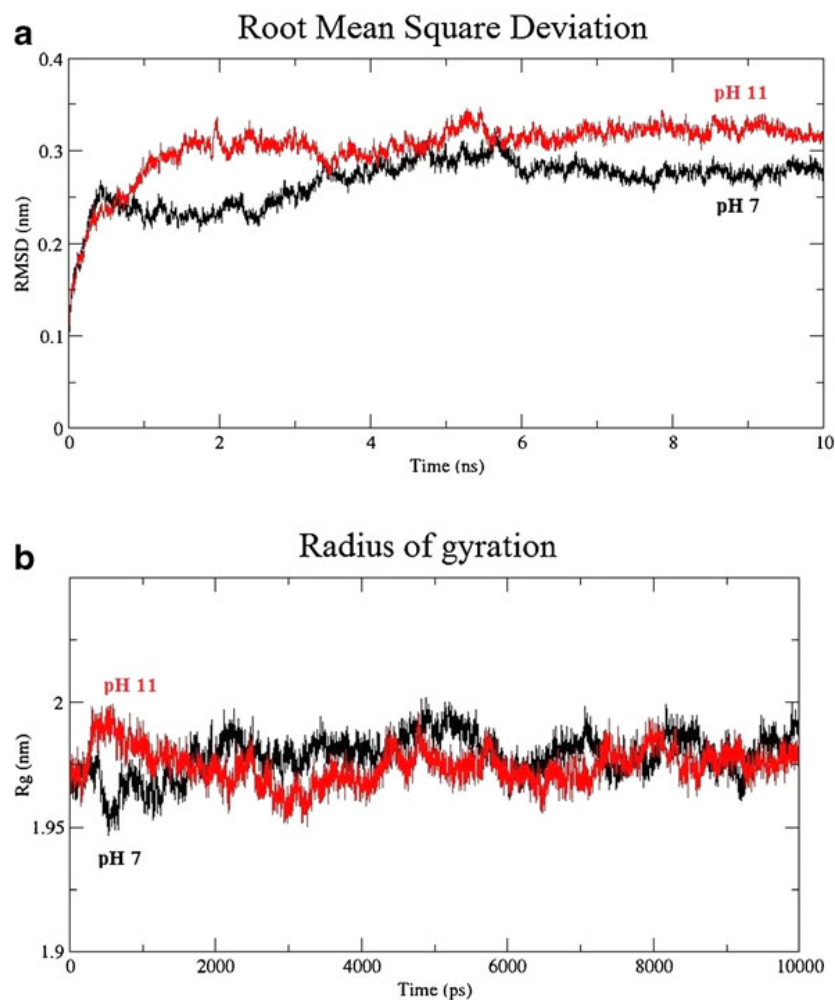 a
Root Mean Square Deviation
0.4
pH 11
0.3
RMSD (nm)
pH 7
0.2
0.1
0
0 2 4 6 8 10
Time (ns)
b
Radius of gyration
pH 11
2
Rg (nm)
1.95
pH 7
1.9
0 2000 4000 6000 8000 10000
Time (ps)